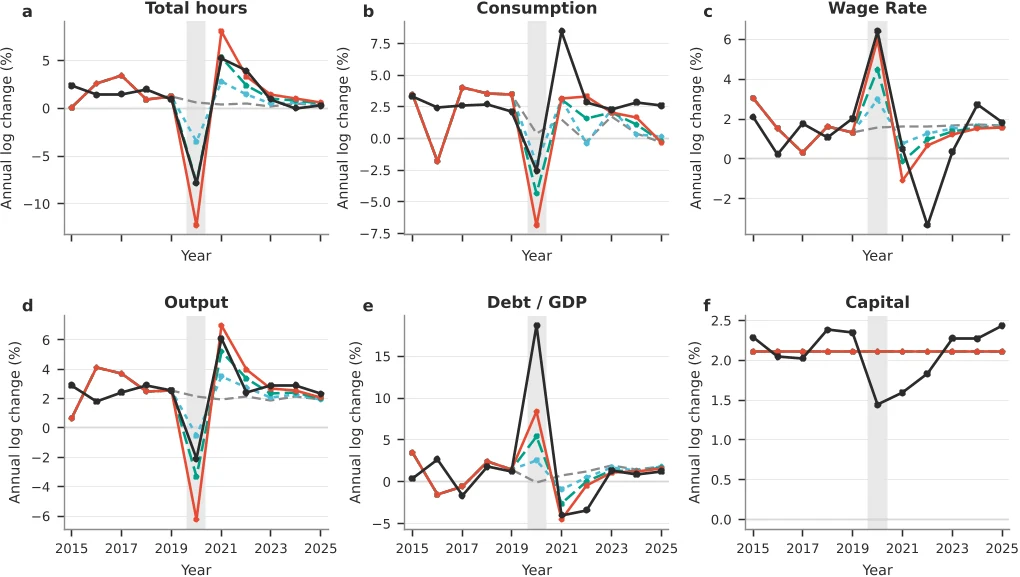 a Total hours
Annual log change (%)
5
0
−5
−10
Year
b Consumption
Annual log change (%)
7.5
5.0
2.5
0.0
−2.5
−5.0
−7.5
Year
c Wage Rate
Annual log change (%)
6
4
2
0
−2
Year
d Output
Annual log change (%)
6
4
2
0
−2
−4
−6
2015 2017 2019 2021 2023 2025
Year
e Debt / GDP
Annual log change (%)
15
10
5
0
−5
2015 2017 2019 2021 2023 2025
Year
f Capital
Annual log change (%)
2.5
2.0
1.5
1.0
0.5
0.0
2015 2017 2019 2021 2023 2025
Year